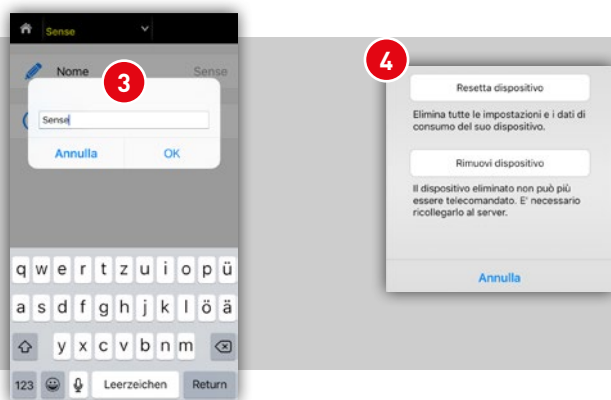 Sense
Nome Sense
3
Sense
Annulla OK
q w e r t z u i o p ü
a s d f g h j k l ö ä
y x c v b n m
123 Leerzeichen Return
4
Resetta dispositivo
Elimina tutte le impostazioni e i dati di
consumo del suo dispositivo.
Rimuovi dispositivo
Il dispositivo eliminato non può più
essere telecomandato. E' necessario
ricollegarlo al server.
Annulla